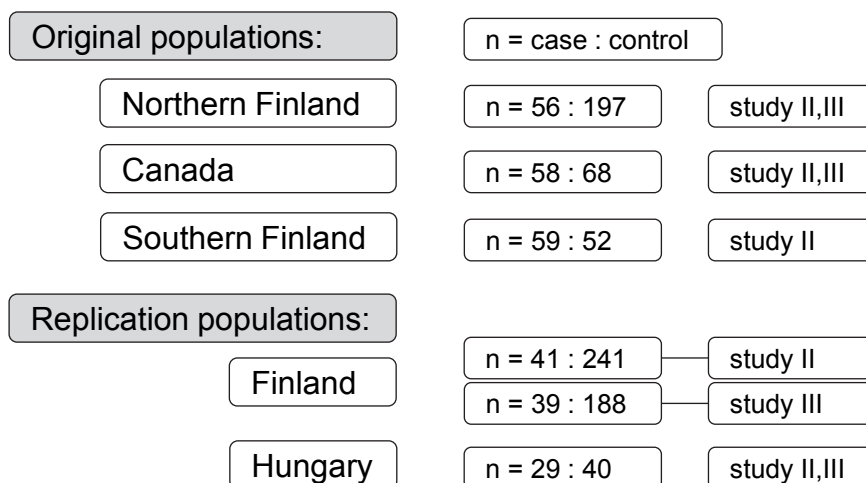 Original populations:
n = case : control
Northern Finland
n = 56 : 197
study II,III
Canada
n = 58 : 68
study II,III
Southern Finland
n = 59 : 52
study II
Replication populations:
Finland
n = 41 : 241
study II
n = 39 : 188
study III
Hungary
n = 29 : 40
study II,III